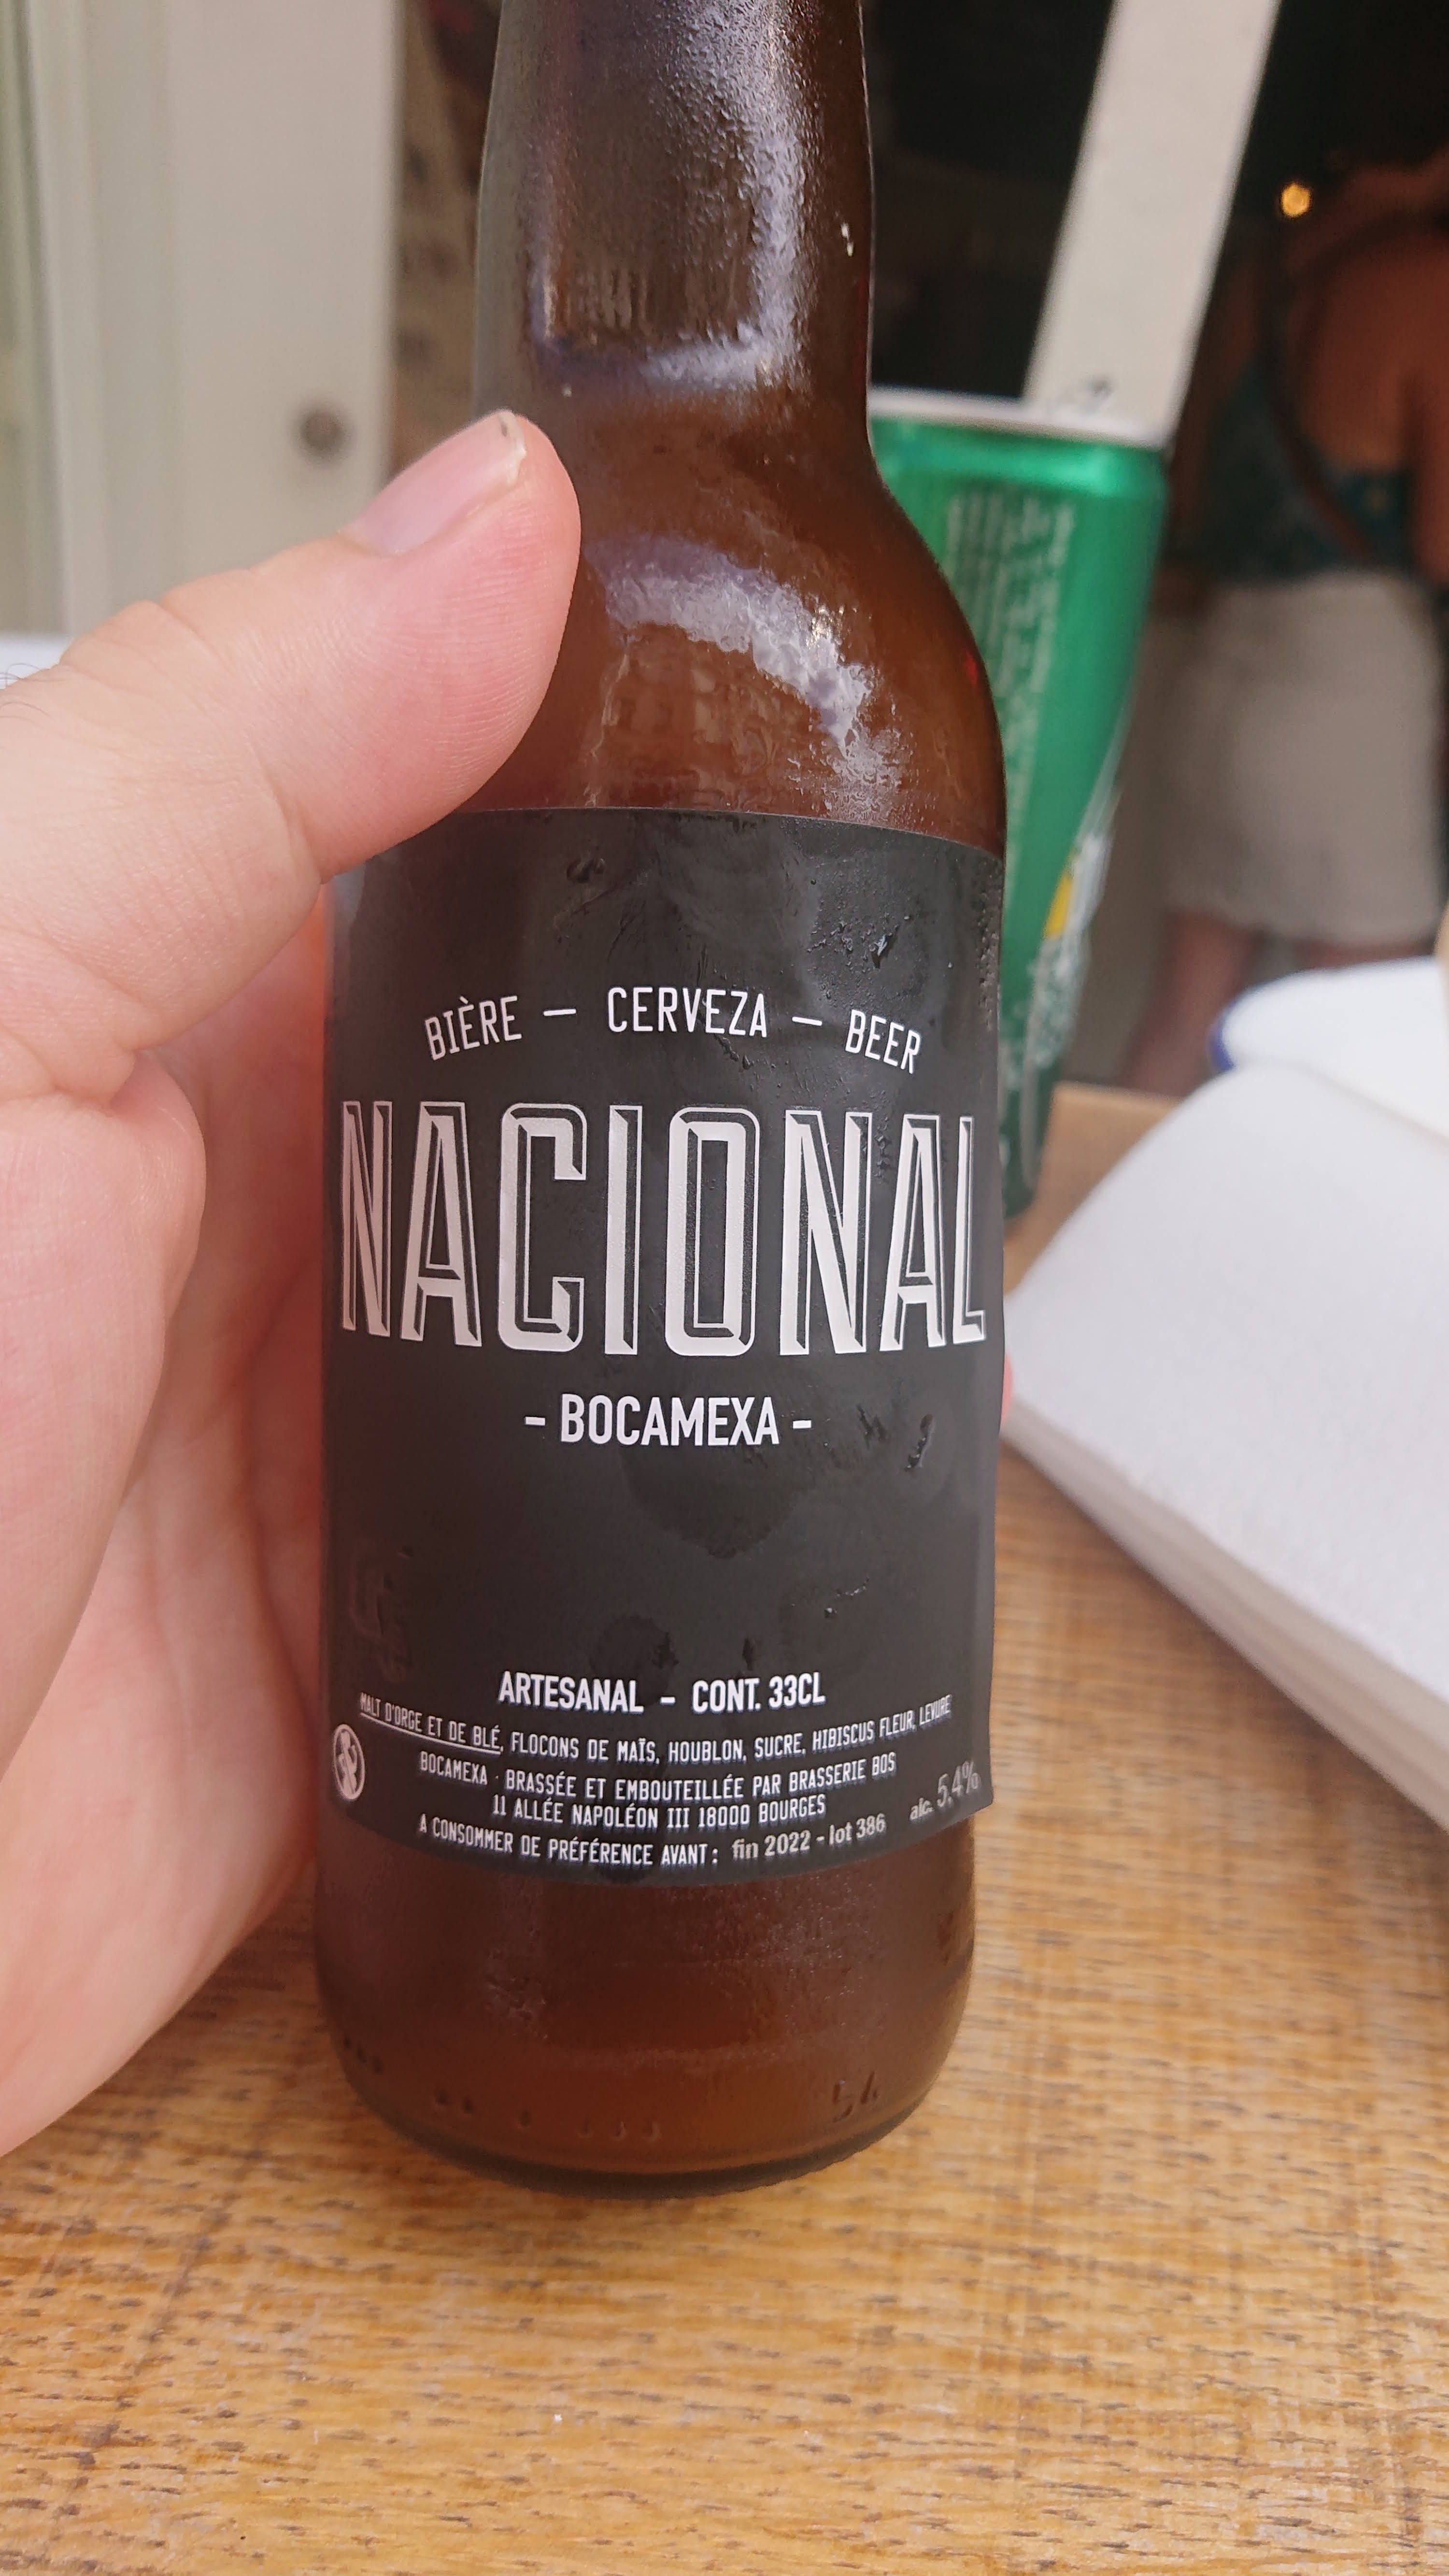 BIÈRE — CERVEZA — BEER
NACIONAL
- BOCAMEXA -
ARTESANAL - CONT. 33CL
MALT D'ORGE ET DE BLÉ, FLOCONS DE MAÏS, HOUBLON, SUCRE, HIBISCUS FLEUR, LEVURE
BOCAMEXA · BRASSÉE ET EMBOUTEILLÉE PAR BRASSERIE BOS
11 ALLÉE NAPOLÉON III 18000 BOURGES
A CONSOMMER DE PRÉFÉRENCE AVANT : fin 2022 - lot 386
alc. 5.4%